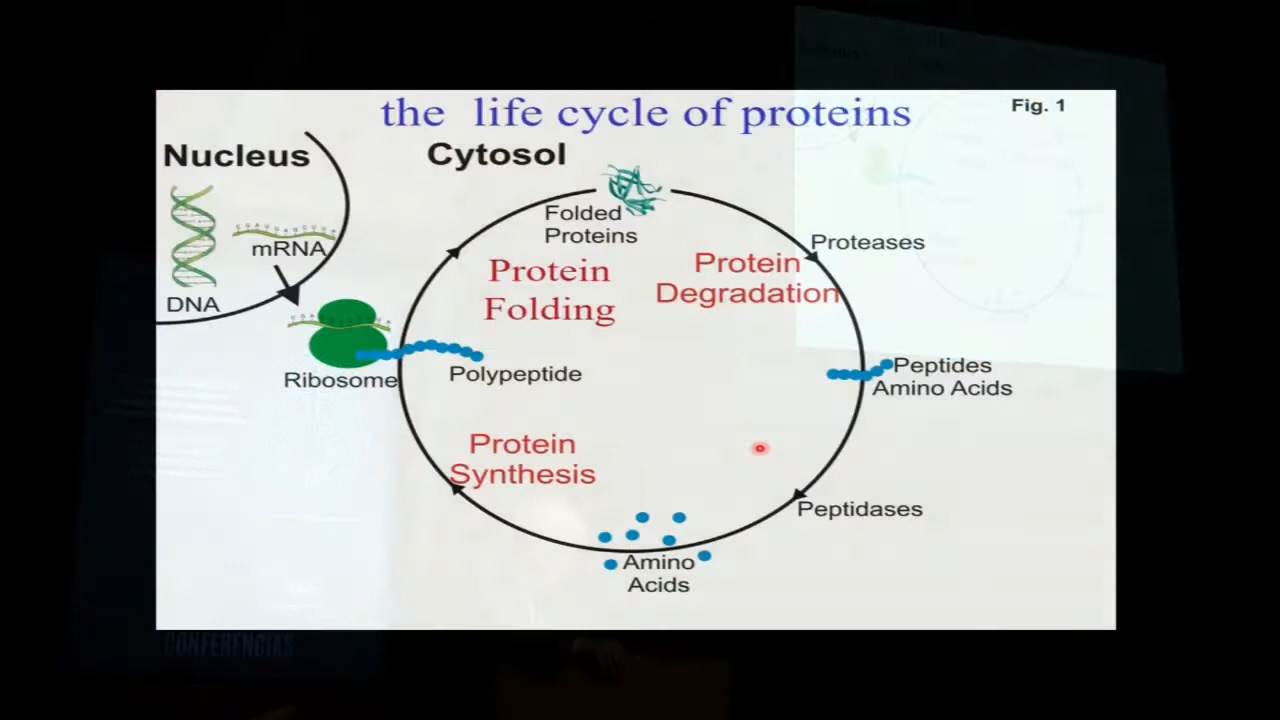 the life cycle of proteins
Fig. 1
Nucleus
Cytosol
Folded
Proteins
mRNA
DNA
Proteases
Protein
Folding
Protein
Degradation
Ribosome
Polypeptide
Peptides
Amino Acids
Protein
Synthesis
Peptidases
Amino
Acids
CONFERENCIAS